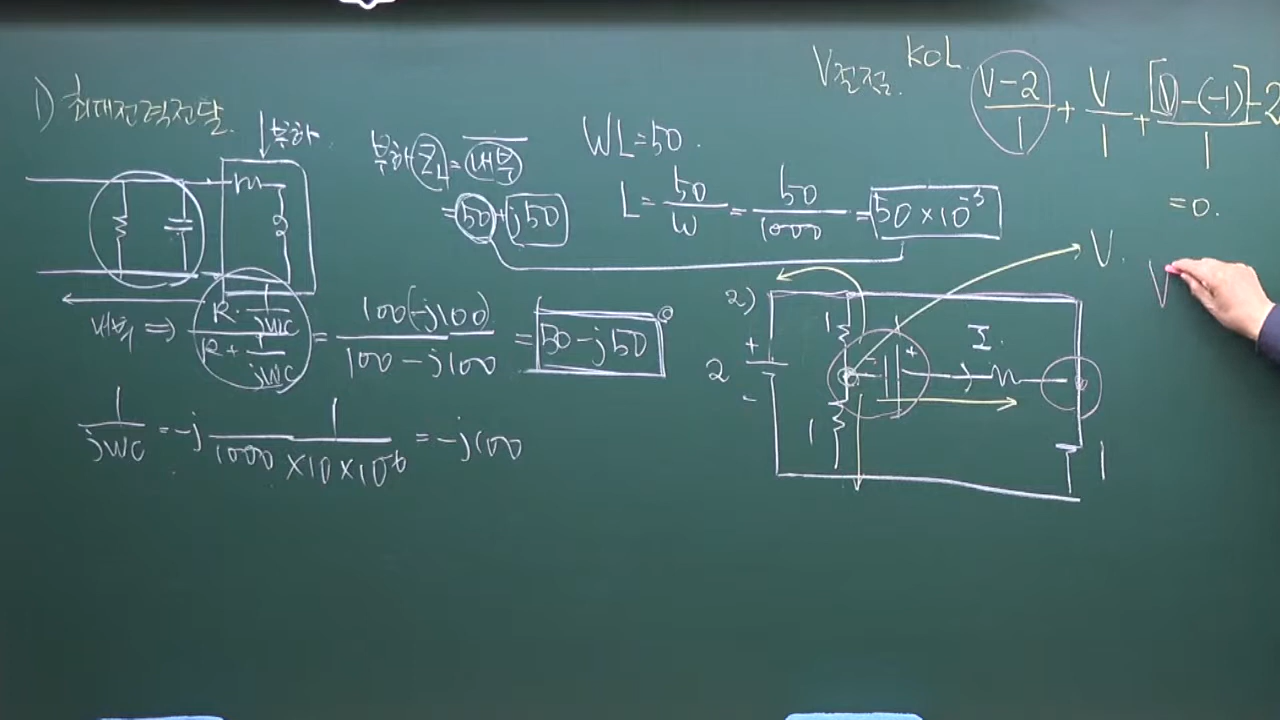 1) 최대전력전달.
부하.
부하 Z_L = 내부
= 50 + j50
WL = 50.
L = 50/W = 50/1000 = 50 × 10^-3
내부 ⇒ (R · 1/jWC)/(R + 1/jWC) = 100(-j100)/(100 - j100) = 50 - j50
1/jWC = -j 1/(1000 × 10 × 10^-6) = -j100
V전점. KCL.
(V-2)/1 + V/1 + ([V-(-1)]-2)/1
= 0.
V.
V
2)
+
2
-
1
1
- +
I.
1